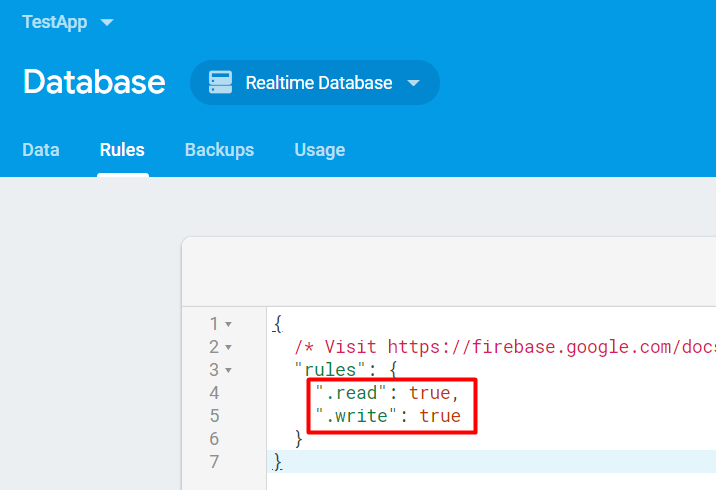 TestApp
Database Realtime Database
Data Rules Backups Usage
1 {
2 /* Visit https://firebase.google.com/docs
3 "rules": {
4 ".read": true,
5 ".write": true
6 }
7 }